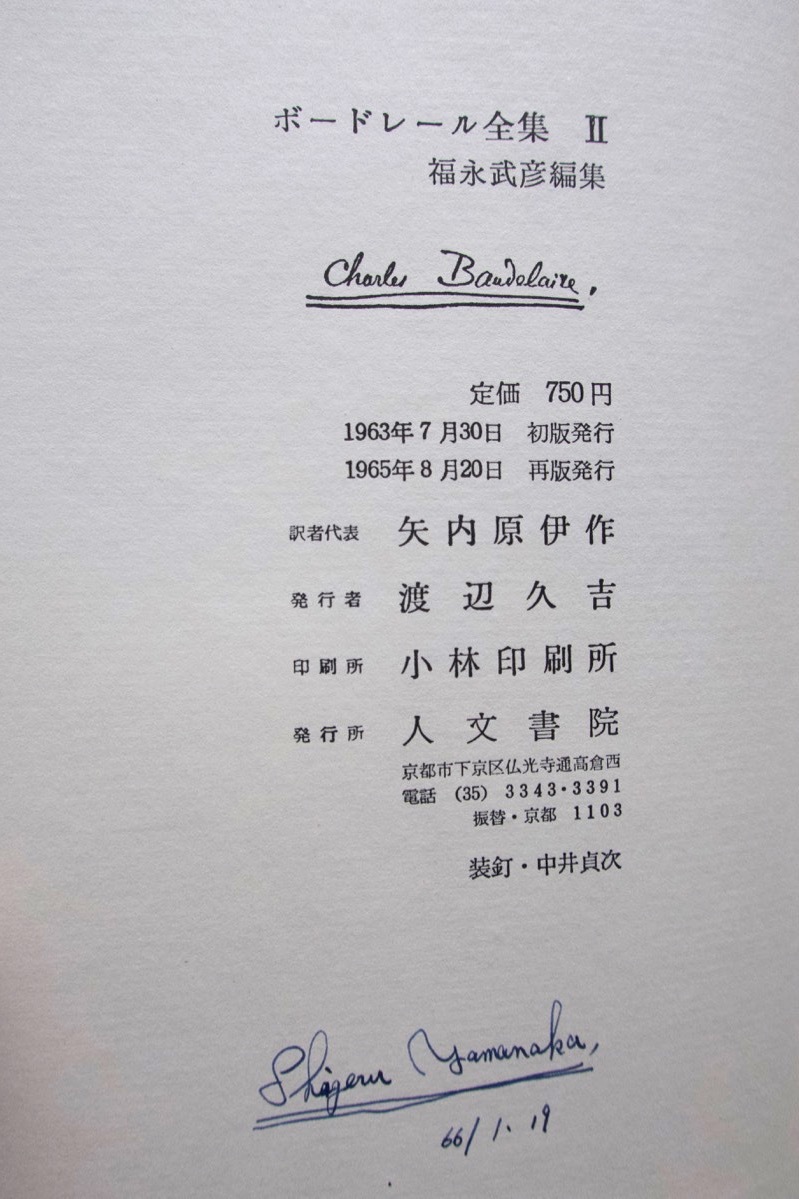 ボードレール全集 Ⅱ
福永武彦編集
Charles Baudelaire.
定価 750円
1963年7月30日 初版発行
1965年8月20日 再版発行
訳者代表 矢内原伊作
発行者 渡辺久吉
印刷所 小林印刷所
発行所 人文書院
京都市下京区仏光寺通高倉西
電話 (35) 3343・3391
振替・京都 1103
装釘・中井貞次
Shigeru Yamanaka,
66/1.19